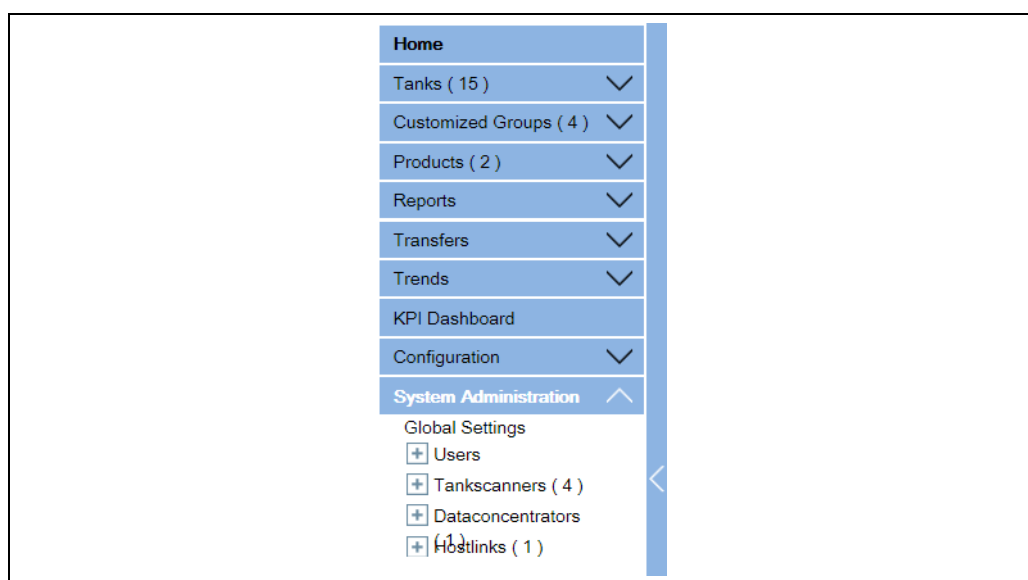 Home
Tanks ( 15 )
Customized Groups ( 4 )
Products ( 2 )
Reports
Transfers
Trends
KPI Dashboard
Configuration
System Administration
Global Settings
Users
Tankscanners ( 4 )
Dataconcentrators
( 1 )
Hostlinks ( 1 )